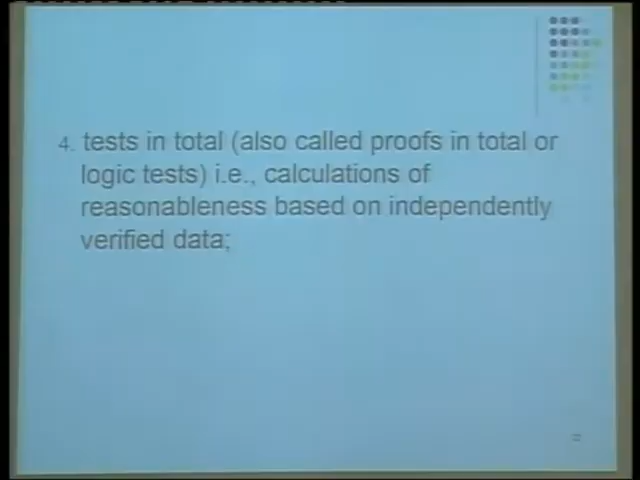 4. tests in total (also called proofs in total or
logic tests) i.e., calculations of
reasonableness based on independently
verified data;